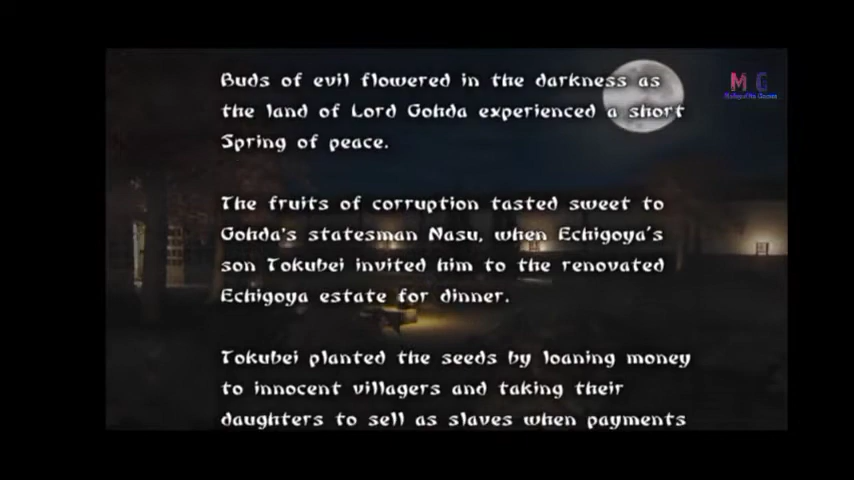 Buds of evil flowered in the darkness as
the land of Lord Gohda experienced a short
Spring of peace.
The fruits of corruption tasted sweet to
Gohda's statesman Nasu, when Echigoya's
son Tokubei invited him to the renovated
Echigoya estate for dinner.
Tokubei planted the seeds by loaning money
to innocent villagers and taking their
daughters to sell as slaves when payments
M G